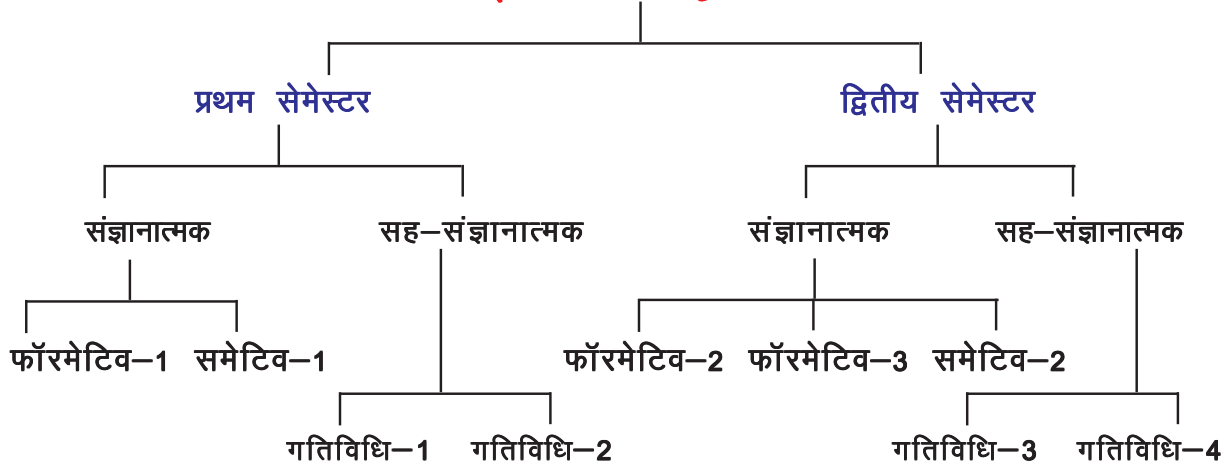 प्रथम सेमेस्टर द्वितीय सेमेस्टर
संज्ञानात्मक सह–संज्ञानात्मक संज्ञानात्मक सह–संज्ञानात्मक
फॉरमेटिव–1 समेटिव–1 फॉरमेटिव–2 फॉरमेटिव–3 समेटिव–2
गतिविधि–1 गतिविधि–2 गतिविधि–3 गतिविधि–4